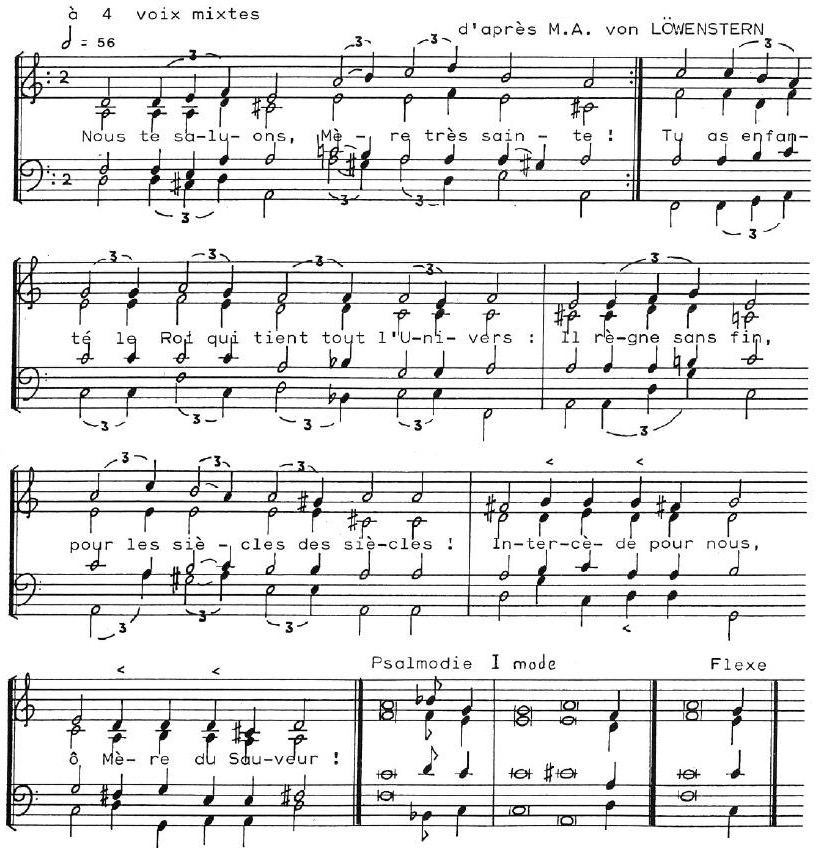 à 4 voix mixtes
d'après M.A. von LÖWENSTERN
𝅗𝅥 = 56
Nous te sa-lu-ons, Mè - re très sain - te ! Tu as enfan-
té le Roi qui tient tout l'U-ni- vers : Il rè-gne sans fin,
pour les siè - cles des siè-cles ! In-ter-cè- de pour nous,
Psalmodie I mode Flexe
ô Mè- re du Sau-veur !